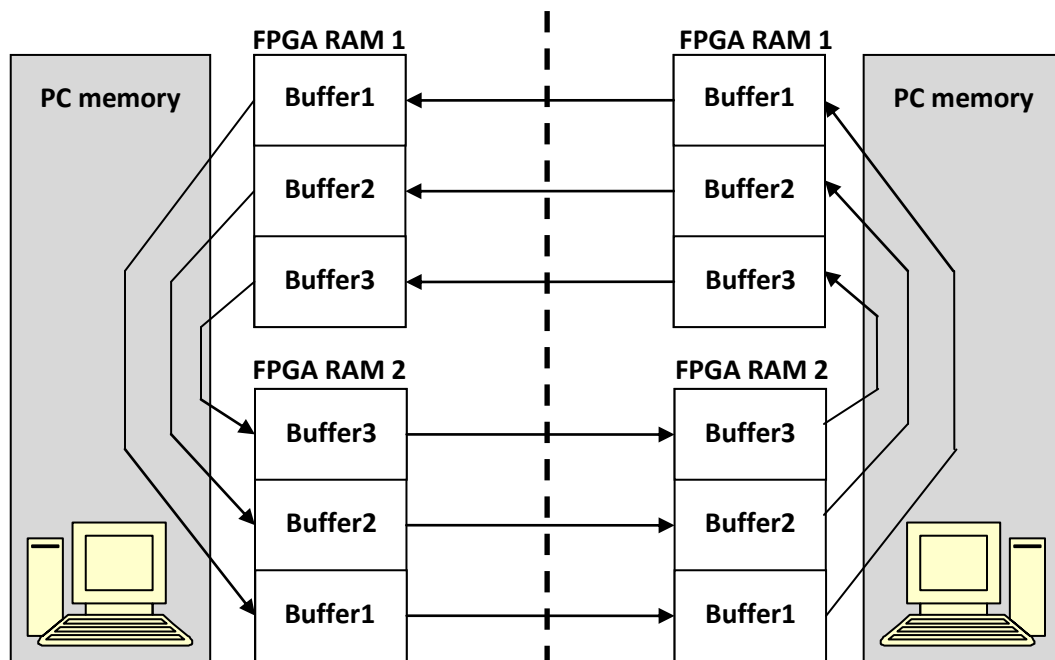 FPGA RAM 1 FPGA RAM 1
PC memory Buffer1 Buffer1 PC memory
Buffer2 Buffer2
Buffer3 Buffer3
FPGA RAM 2 FPGA RAM 2
Buffer3 Buffer3
Buffer2 Buffer2
Buffer1 Buffer1